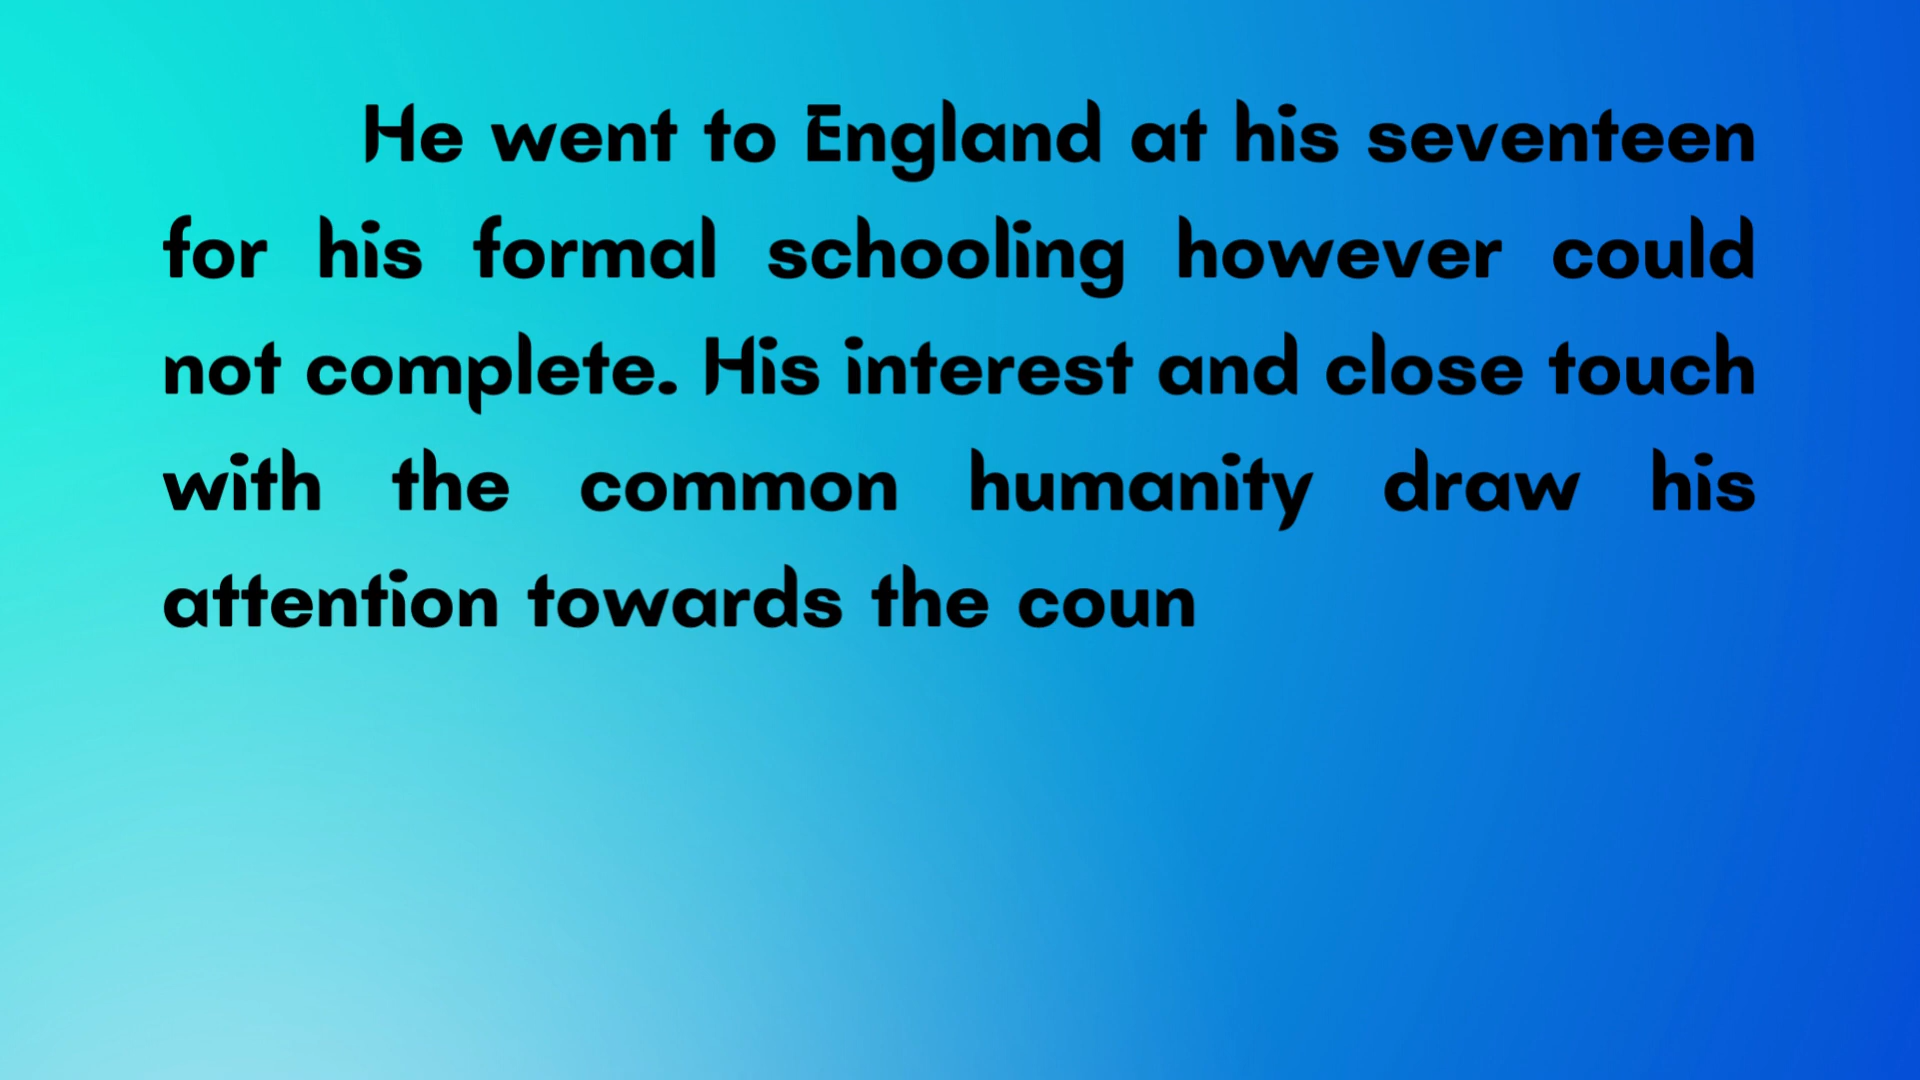 He went to England at his seventeen
for his formal schooling however could
not complete. His interest and close touch
with the common humanity draw his
attention towards the coun